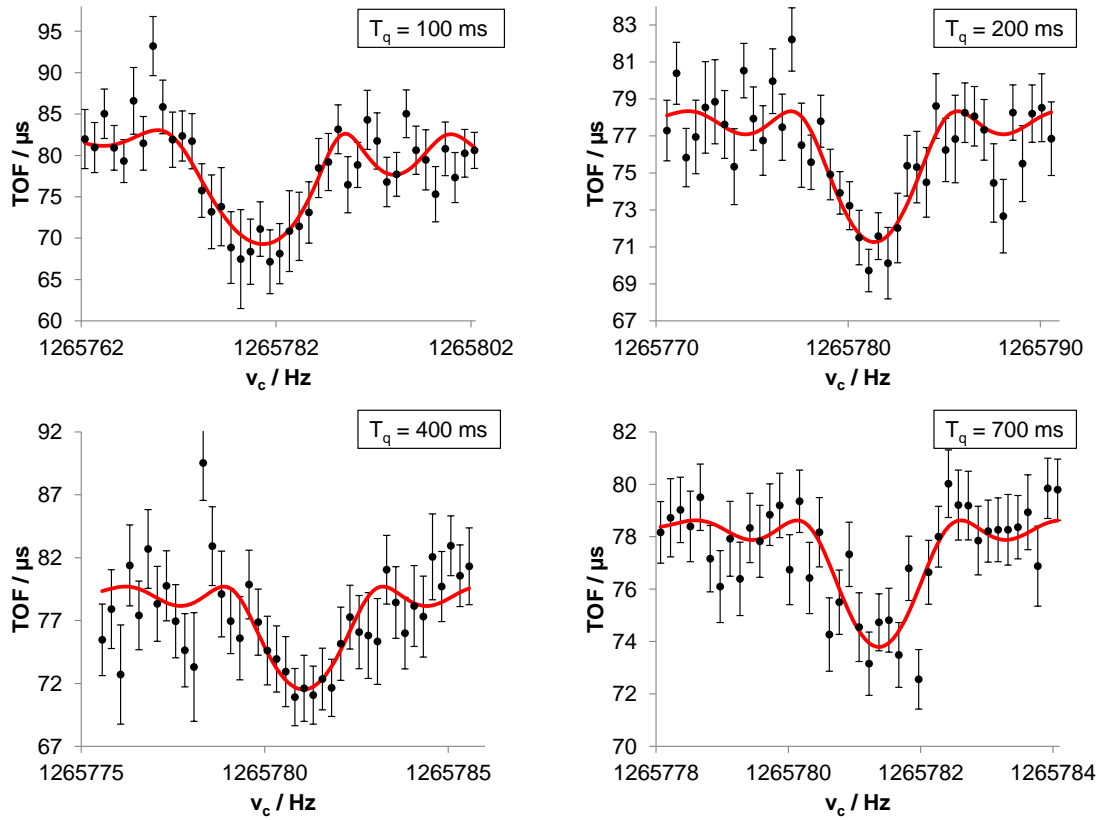 T_q = 100 ms
95
90
85
80
75
70
65
60
TOF / µs
1265762 1265782 1265802
ν_c / Hz
T_q = 200 ms
83
81
79
77
75
73
71
69
67
TOF / µs
1265770 1265780 1265790
ν_c / Hz
T_q = 400 ms
92
87
82
77
72
67
TOF / µs
1265775 1265780 1265785
ν_c / Hz
T_q = 700 ms
82
80
78
76
74
72
70
TOF / µs
1265778 1265780 1265782 1265784
ν_c / Hz